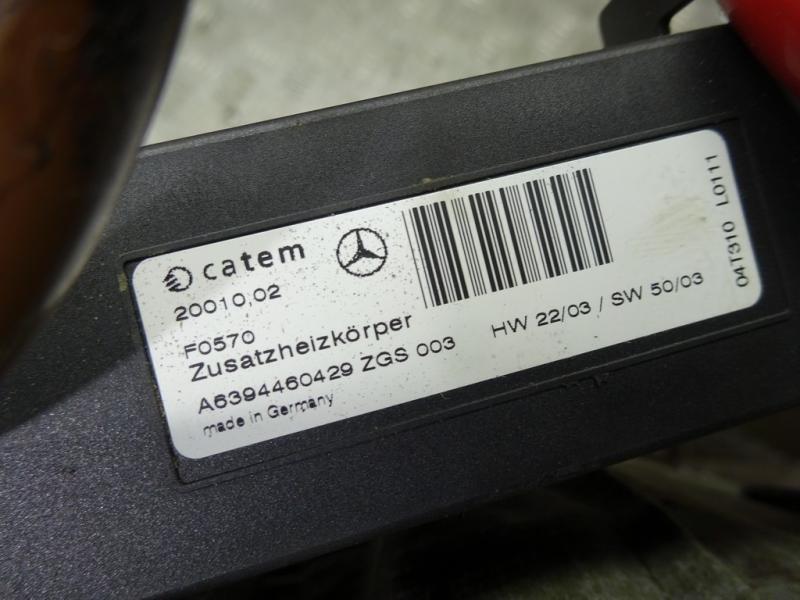 catem
20010,02
F0570
Zusatzheizkörper
A6394460429 ZGS 003
HW 22/03 / SW 50/03
made in Germany
04T310 L0111